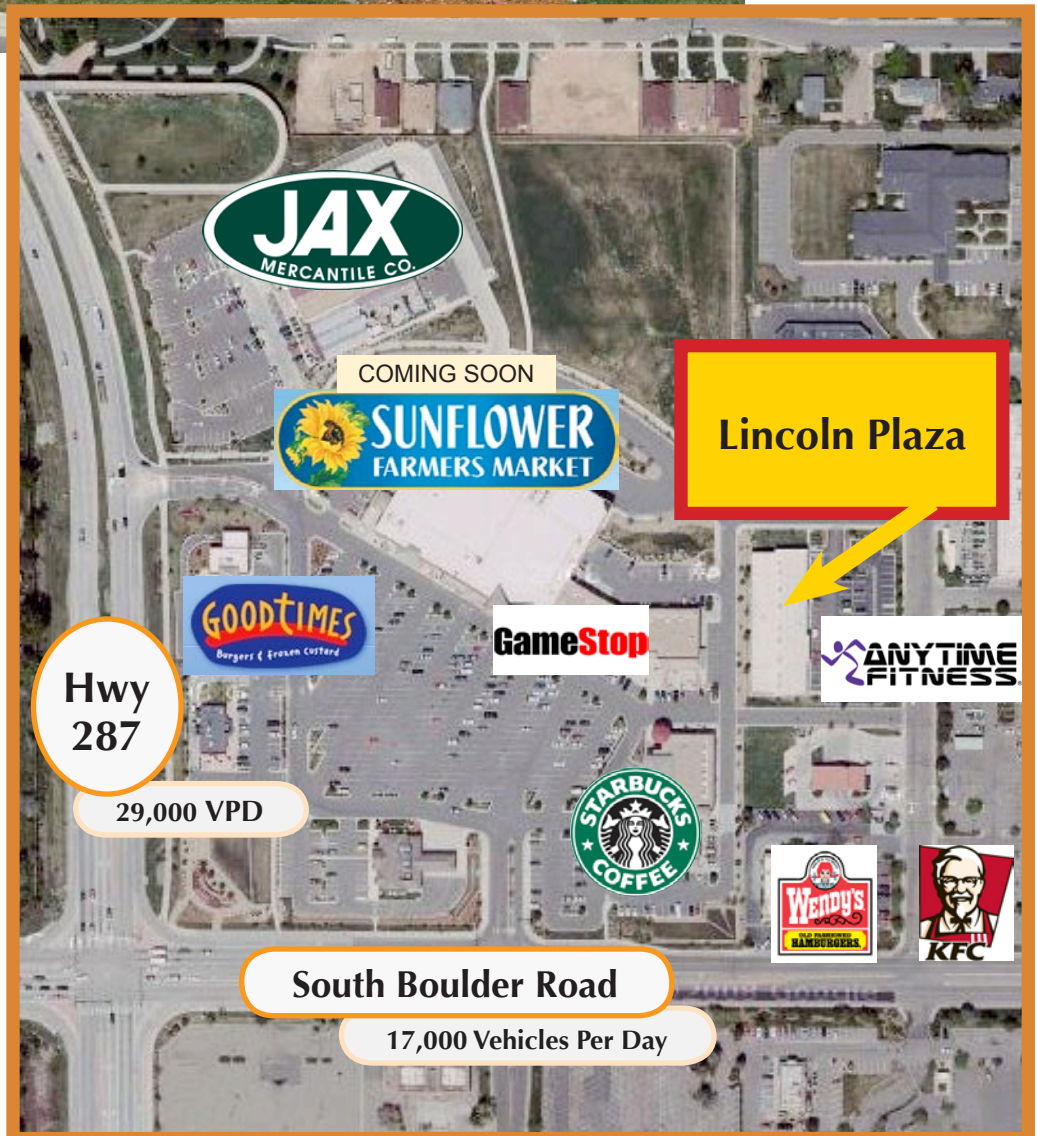 JAX
MERCANTILE CO.
COMING SOON
SUNFLOWER
FARMERS MARKET
Lincoln Plaza
GOODTIMES
Burgers & Frozen Custard
GameStop
ANYTIME
FITNESS
Hwy
287
29,000 VPD
STARBUCKS
COFFEE
WENDY'S
OLD FASHIONED
HAMBURGERS.
KFC
South Boulder Road
17,000 Vehicles Per Day